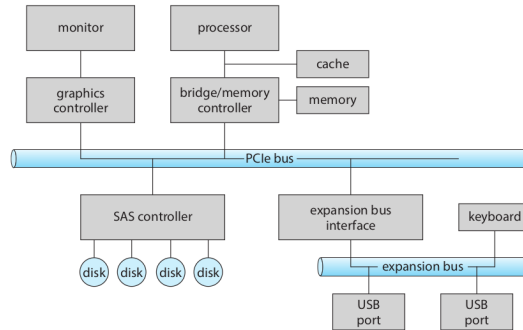 monitor
processor
cache
graphics
controller
bridge/memory
controller
memory
PCIe bus
SAS controller
expansion bus
interface
keyboard
disk
disk
disk
disk
expansion bus
USB
port
USB
port